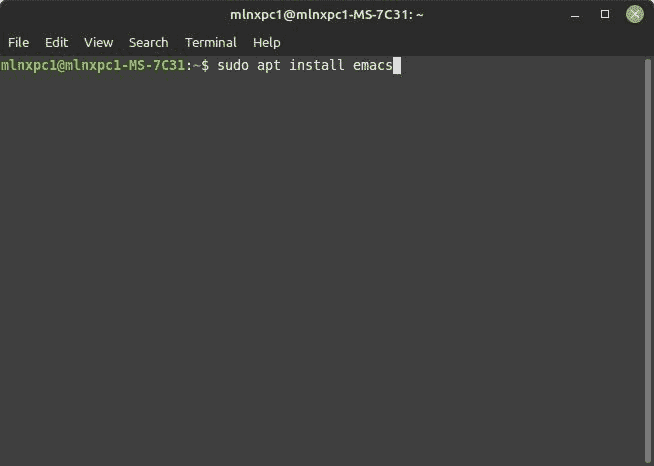 mlnxpc1@mlnxpc1-MS-7C31: ~
File Edit View Search Terminal Help
mlnxpc1@mlnxpc1-MS-7C31:~$ sudo apt install emacs